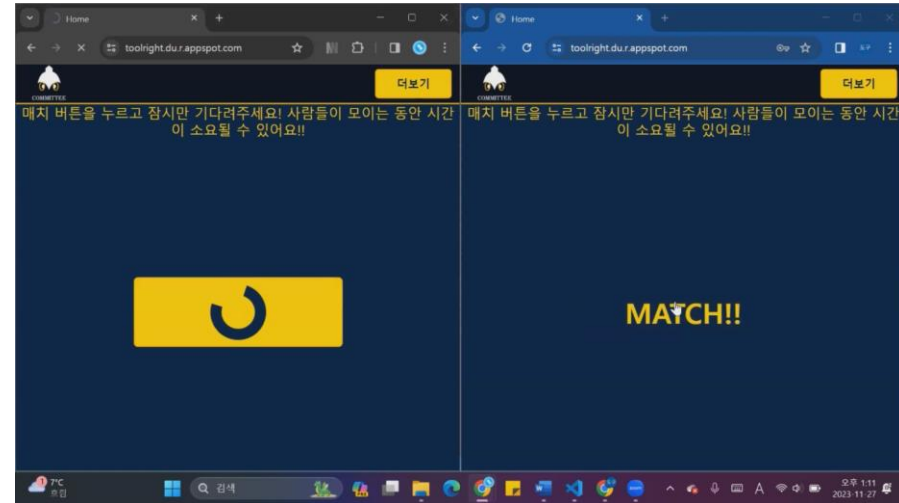 Home
toolright.du.r.appspot.com
COMMITTEE
더보기
매치 버튼을 누르고 잠시만 기다려주세요! 사람들이 모이는 동안 시간
이 소요될 수 있어요!!
Home
toolright.du.r.appspot.com
COMMITTEE
더보기
매치 버튼을 누르고 잠시만 기다려주세요! 사람들이 모이는 동안 시간
이 소요될 수 있어요!!
MATCH!!
7°C
흐림
검색
A
오후 1:11
2023-11-27